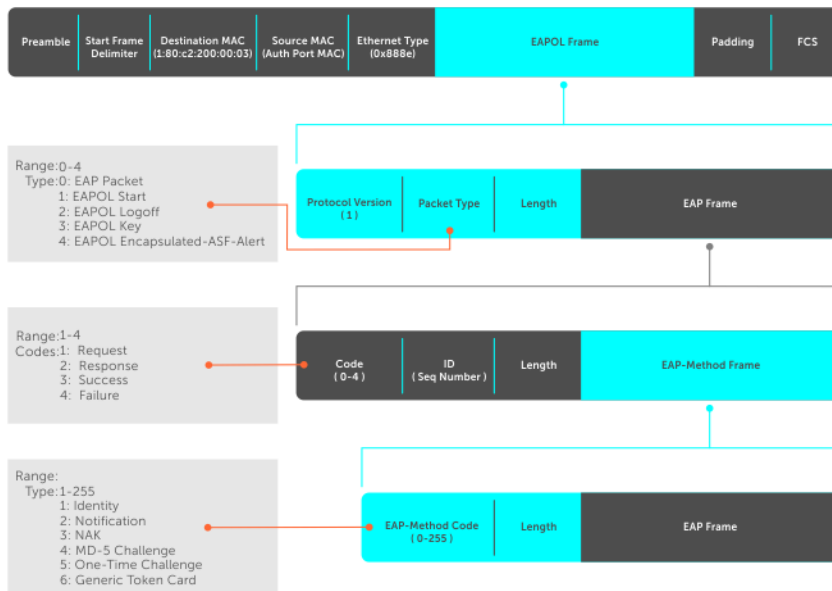 Preamble
Start Frame
Delimiter
Destination MAC
(1:80:c2:200:00:03)
Source MAC
(Auth Port MAC)
Ethernet Type
(0x888e)
EAPOL Frame
Padding
FCS
Range:0-4
Type:0: EAP Packet
1: EAPOL Start
2: EAPOL Logoff
3: EAPOL Key
4: EAPOL Encapsulated-ASF-Alert
Protocol Version
( 1 )
Packet Type
Length
EAP Frame
Range:1-4
Codes:1: Request
2: Response
3: Success
4: Failure
Code
( 0-4 )
ID
( Seq Number )
Length
EAP-Method Frame
Range:
Type:1-255
1: Identity
2: Notification
3: NAK
4: MD-5 Challenge
5: One-Time Challenge
6: Generic Token Card
EAP-Method Code
( 0-255 )
Length
EAP Frame